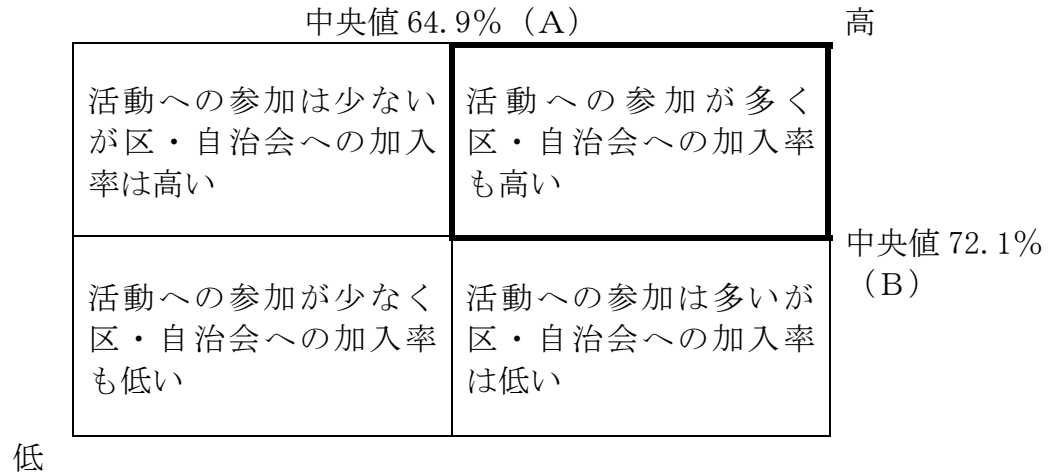 中央値 64.9%（A）
高
活動への参加は少ない
が区・自治会への加入
率は高い
活動への参加が多く
区・自治会への加入率
も高い
中央値 72.1%
（B）
活動への参加が少なく
区・自治会への加入率
も低い
活動への参加は多いが
区・自治会への加入率
は低い
低